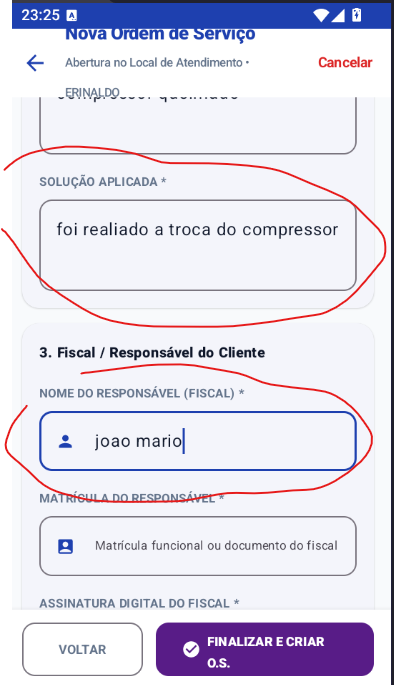 23:25 A
Nova Ordem de Serviço
Abertura no Local de Atendimento •
Cancelar
ERINALDO
compressor queimado
SOLUÇÃO APLICADA *
foi realiado a troca do compressor
3. Fiscal / Responsável do Cliente
NOME DO RESPONSÁVEL (FISCAL) *
joao mario
MATRÍCULA DO RESPONSÁVEL *
Matrícula funcional ou documento do fiscal
ASSINATURA DIGITAL DO FISCAL *
VOLTAR
FINALIZAR E CRIAR
O.S.